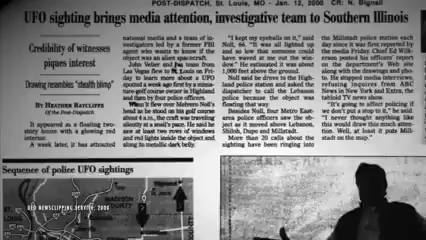 POST-DISPATCH, St. Louis, MO - Jan. 12, 2000 CR: N. Bignall
UFO sighting brings media attention, investigative team to Southern Illinois
Credibility of witnesses
piques interest
Drawing resembles "stealth blimp"
BY HEATHER RATCLIFFE
Of the Post-Dispatch
It appeared as a floating two-
story house with a glowing red
interior.
A week later, it has attracted
national media and a team of in-
vestigators led by a former FBI
agent who wants to know if the
object was an alien spacecraft.
John Velier and his team from
Las Vegas flew to St. Louis on Fri-
day to learn more about a UFO
spotted a week ago first by a minia-
ture-golf course owner in Highland
and then by four police officers.
When it flew over Malvern Noll's
head as he stood on his golf course
about 4 a.m., the craft was traveling
silently at a snail's pace. He said he
saw at least two rows of windows
and red lights inside the object and
along its metallic dark belly.
"I kept my eyeballs on it," said
Noll, 66 "It was all lighted up
and so low that someone could
have waved at me out the win-
dow." He estimated it was about
1,000 feet above the ground.
Noll said he drove to the High-
land police station and asked the
dispatcher to call the Lebanon
police because the object was
floating that way.
Besides Noll, four Metro East-
area police officers saw the ob-
ject as it moved above Lebanon,
Shiloh, Dupo and Millstadt.
More than 20 calls about the
sighting have been ringing into
the Millstadt police station each
day since it was first reported by
the media Friday. Chief Ed Wilk-
erson posted his officers' report
on the department's Web site
along with the drawings and pho-
He stopped media interviews,
refusing inquiries from ABC
News in New York and Extra, the
tabloid TV news show.
"It's going to affect policing if
we don't put a stop to it," he said.
"I never thought anything like
this would draw this much atten-
tion. Well, at least it puts Mill-
stadt on the map."
Sequence of police UFO sightings
ST.
LOUIS
MADISON
COUNTY
UFO NEWSCLIPPING SERVICE, 2000